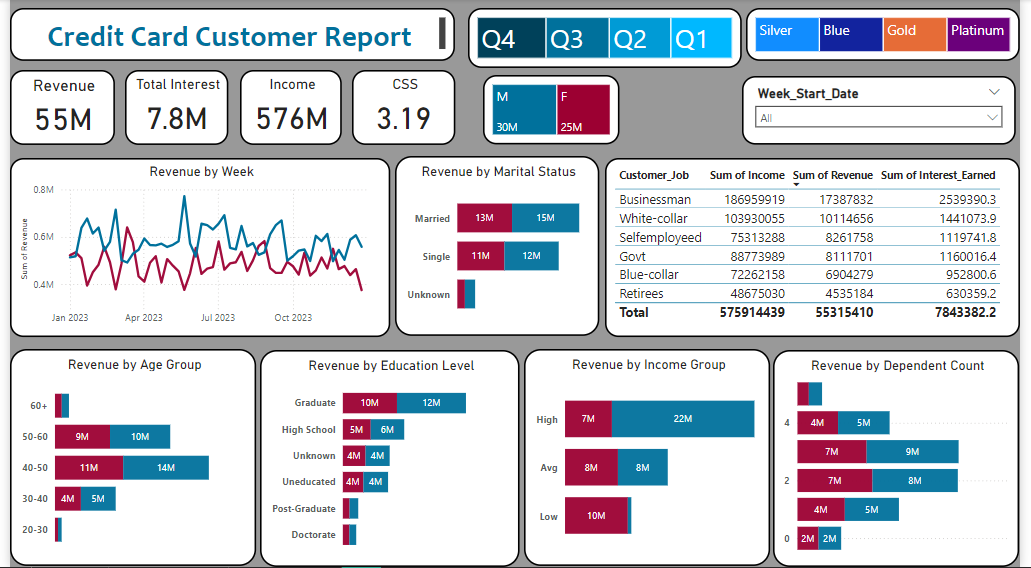 Credit Card Customer Report
Q4 Q3 Q2 Q1
Silver Blue Gold Platinum
Revenue
55M
Total Interest
7.8M
Income
576M
CSS
3.19
M F
30M 25M
Week_Start_Date
All
Revenue by Week
Sum of Revenue
0.8M
0.6M
0.4M
Jan 2023 Apr 2023 Jul 2023 Oct 2023
Revenue by Marital Status
Married 13M 15M
Single 11M 12M
Unknown
Customer_Job Sum of Income Sum of Revenue Sum of Interest_Earned
Businessman 186959919 17387832 2539390.3
White-collar 103930055 10114656 1441073.9
Selfemployeed 75313288 8261758 1119741.8
Govt 88773989 8111701 1160016.4
Blue-collar 72262158 6904279 952800.6
Retirees 48675030 4535184 630359.2
Total 575914439 55315410 7843382.2
Revenue by Age Group
60+
50-60 9M 10M
40-50 11M 14M
30-40 4M 5M
20-30
Revenue by Education Level
Graduate 10M 12M
High School 5M 6M
Unknown 4M 4M
Uneducated 4M 4M
Post-Graduate
Doctorate
Revenue by Income Group
High 7M 22M
Avg 8M 8M
Low 10M
Revenue by Dependent Count
4 4M 5M
7M 9M
2 7M 8M
4M 5M
0 2M 2M